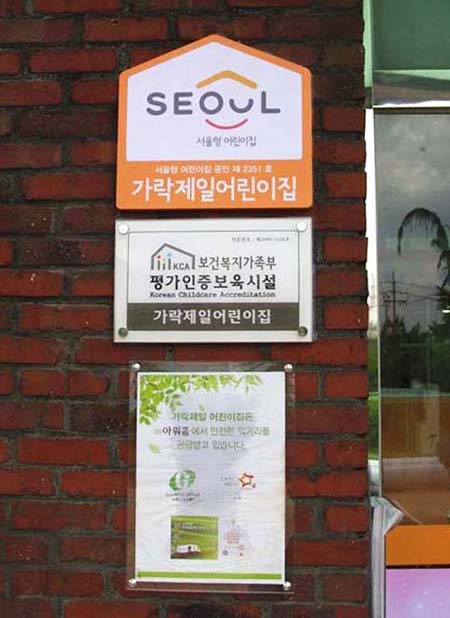 SEOUL
서울형 어린이집
서울형 어린이집 공인 제 2351 호
가락제일어린이집
KCA 보건복지가족부
평가인증보육시설
Korean Childcare Accreditation
가락제일어린이집
가락제일 어린이집은
㈜아워홈에서 안전한 먹거리를
공급받고 있습니다.